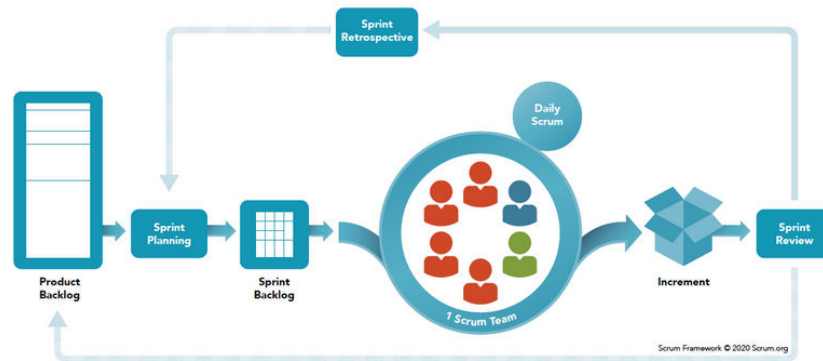 Sprint
Retrospective
Daily
Scrum
Sprint
Planning
Sprint
Review
Product
Backlog
Sprint
Backlog
1 Scrum Team
Increment
Scrum Framework © 2020 Scrum.org